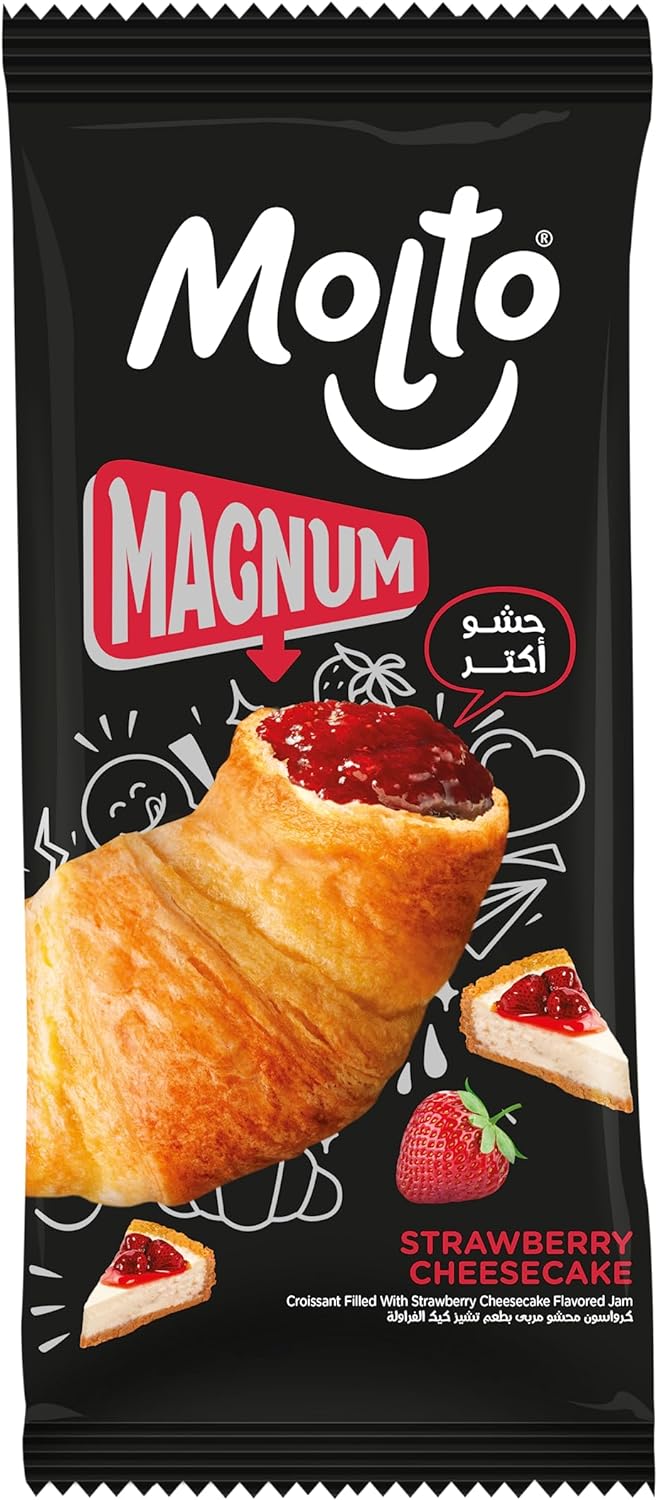 Molto®
MAGNUM
حشو
أكتر
STRAWBERRY
CHEESECAKE
Croissant Filled With Strawberry Cheesecake Flavored Jam
كرواسون محشو مربى بطعم تشيز كيك الفراولة